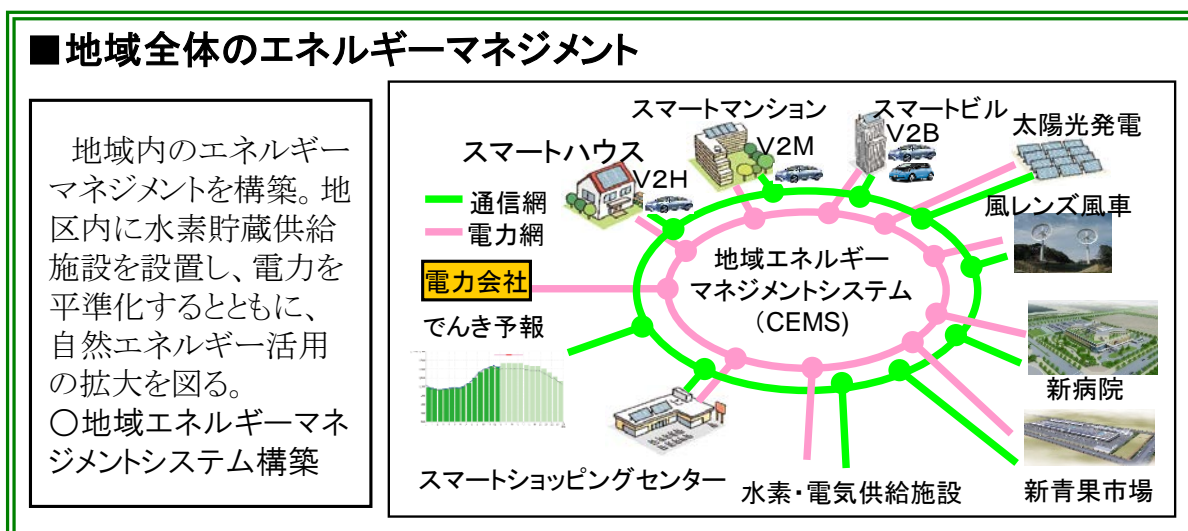 ■地域全体のエネルギーマネジメント
地域内のエネルギー
マネジメントを構築。地
区内に水素貯蔵供給
施設を設置し、電力を
平準化するとともに、
自然エネルギー活用
の拡大を図る。
○地域エネルギーマネ
ジメントシステム構築
スマートマンション
スマートビル
太陽光発電
スマートハウス
V2H
V2M
V2B
通信網
電力網
風レンズ風車
電力会社
でんき予報
地域エネルギー
マネジメントシステム
（CEMS)
新病院
スマートショッピングセンター
水素・電気供給施設
新青果市場